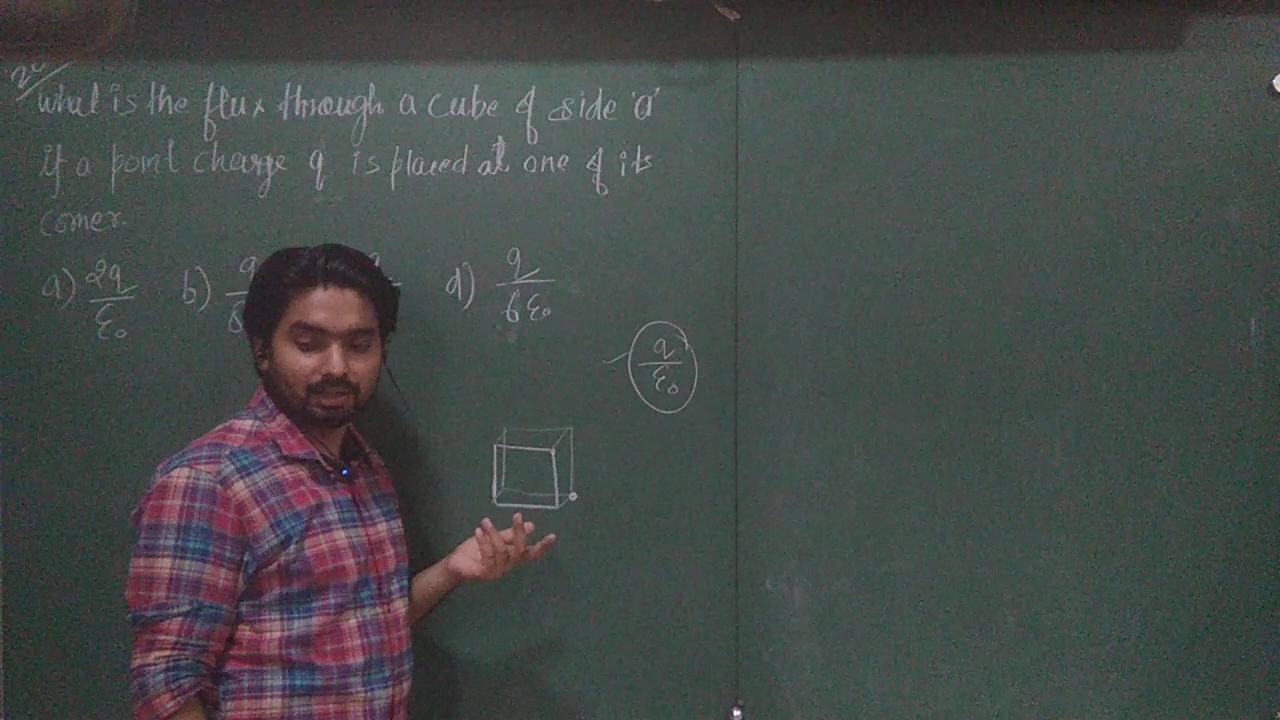 What is the flux through a cube of side 'a'
if a point charge q is placed at one of its
corner.
a) 2q/ε₀ b) d) q/6ε₀
q/ε₀